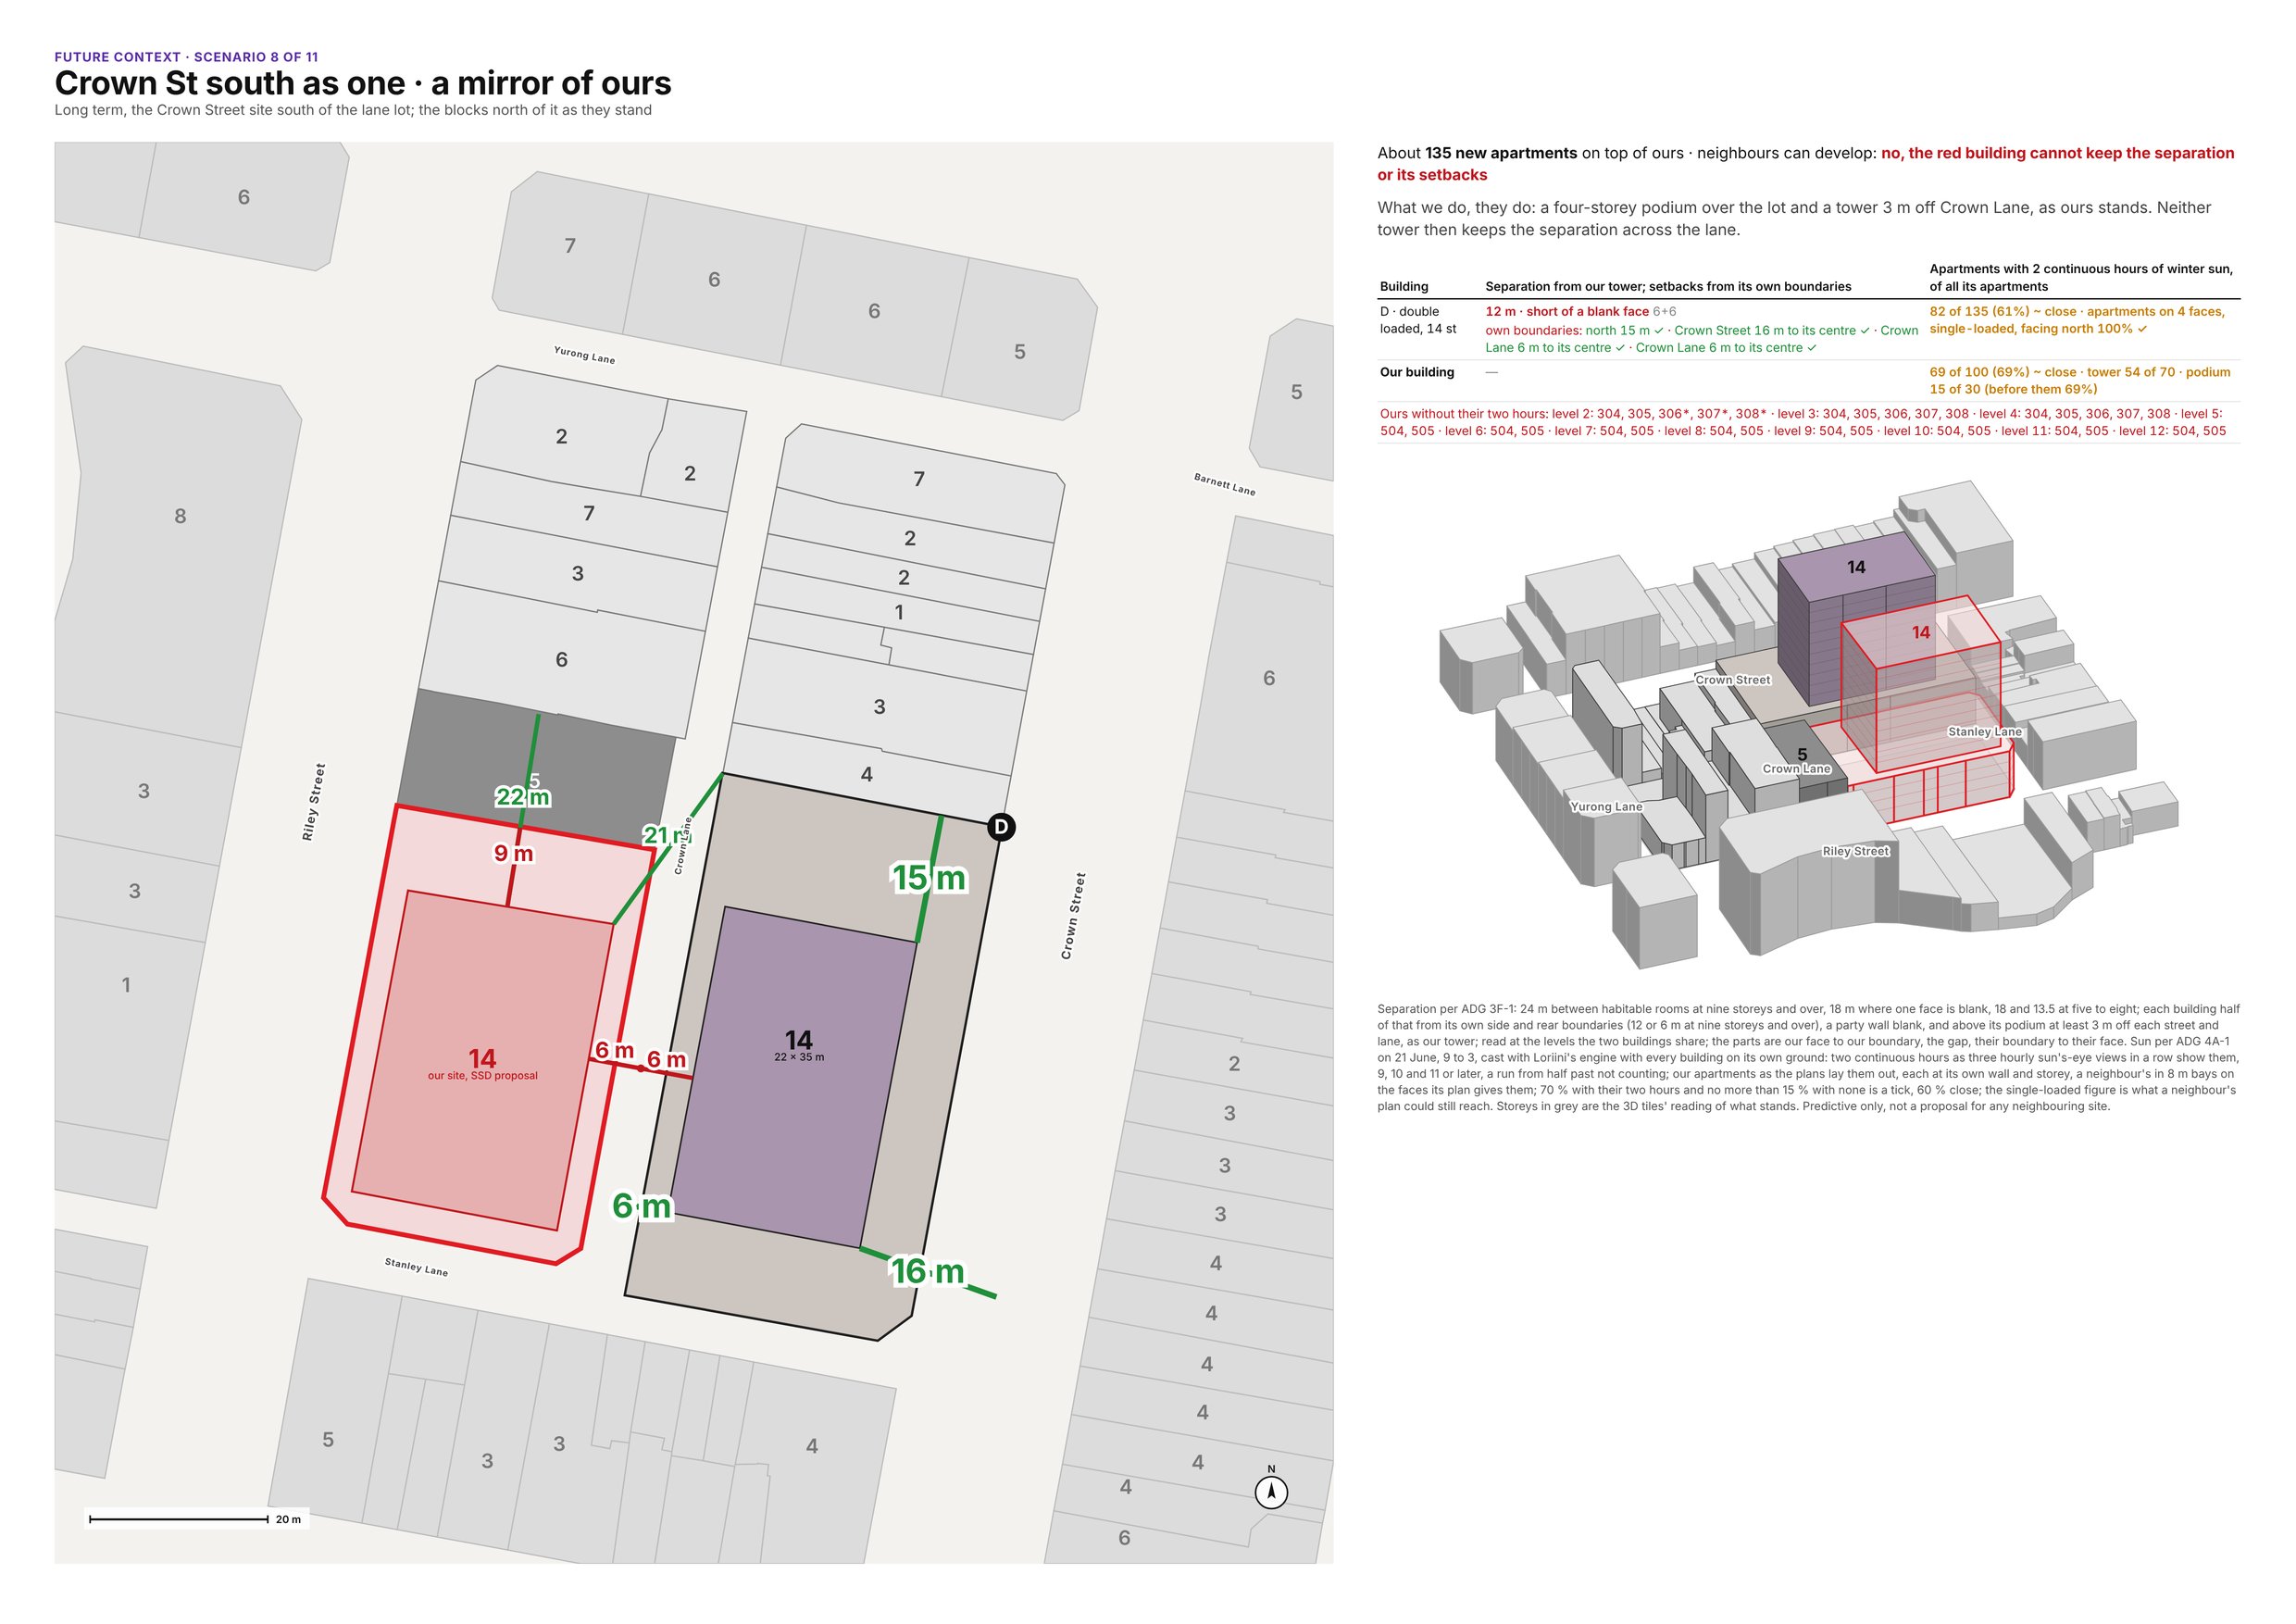 FUTURE CONTEXT · SCENARIO 8 OF 11
Crown St south as one · a mirror of ours
Long term, the Crown Street site south of the lane lot; the blocks north of it as they stand
6
7
6
6
5
5
Yurong Lane
Barnett Lane
8
2
2
7
3
6
7
2
2
1
3
4
6
5
22 m
21 m
9 m
Crown Lane
Riley Street
Crown Street
D
15 m
3
3
1
14
our site, SSD proposal
6 m
6 m
14
22 × 35 m
6 m
16 m
Stanley Lane
2
3
3
3
4
4
4
4
4
4
6
5
3
3
4
N
20 m
About 135 new apartments on top of ours · neighbours can develop: no, the red building cannot keep the separation
or its setbacks
What we do, they do: a four-storey podium over the lot and a tower 3 m off Crown Lane, as ours stands. Neither
tower then keeps the separation across the lane.
Building
Separation from our tower; setbacks from its own boundaries
Apartments with 2 continuous hours of winter sun,
of all its apartments
D · double
loaded, 14 st
12 m · short of a blank face 6+6
own boundaries: north 15 m ✓ · Crown Street 16 m to its centre ✓ · Crown
Lane 6 m to its centre ✓ · Crown Lane 6 m to its centre ✓
82 of 135 (61%) ~ close · apartments on 4 faces,
single-loaded, facing north 100% ✓
Our building
—
69 of 100 (69%) ~ close · tower 54 of 70 · podium
15 of 30 (before them 69%)
Ours without their two hours: level 2: 304, 305, 306*, 307*, 308* · level 3: 304, 305, 306, 307, 308 · level 4: 304, 305, 306, 307, 308 · level 5:
504, 505 · level 6: 504, 505 · level 7: 504, 505 · level 8: 504, 505 · level 9: 504, 505 · level 10: 504, 505 · level 11: 504, 505 · level 12: 504, 505
14
14
Crown Street
Stanley Lane
5
Crown Lane
Yurong Lane
Riley Street
Separation per ADG 3F-1: 24 m between habitable rooms at nine storeys and over, 18 m where one face is blank, 18 and 13.5 at five to eight; each building half
of that from its own side and rear boundaries (12 or 6 m at nine storeys and over), a party wall blank, and above its podium at least 3 m off each street and
lane, as our tower; read at the levels the two buildings share; the parts are our face to our boundary, the gap, their boundary to their face. Sun per ADG 4A-1
on 21 June, 9 to 3, cast with Loriini's engine with every building on its own ground: two continuous hours as three hourly sun's-eye views in a row show them,
9, 10 and 11 or later, a run from half past not counting; our apartments as the plans lay them out, each at its own wall and storey, a neighbour's in 8 m bays on
the faces its plan gives them; 70 % with their two hours and no more than 15 % with none is a tick, 60 % close; the single-loaded figure is what a neighbour's
plan could still reach. Storeys in grey are the 3D tiles' reading of what stands. Predictive only, not a proposal for any neighbouring site.